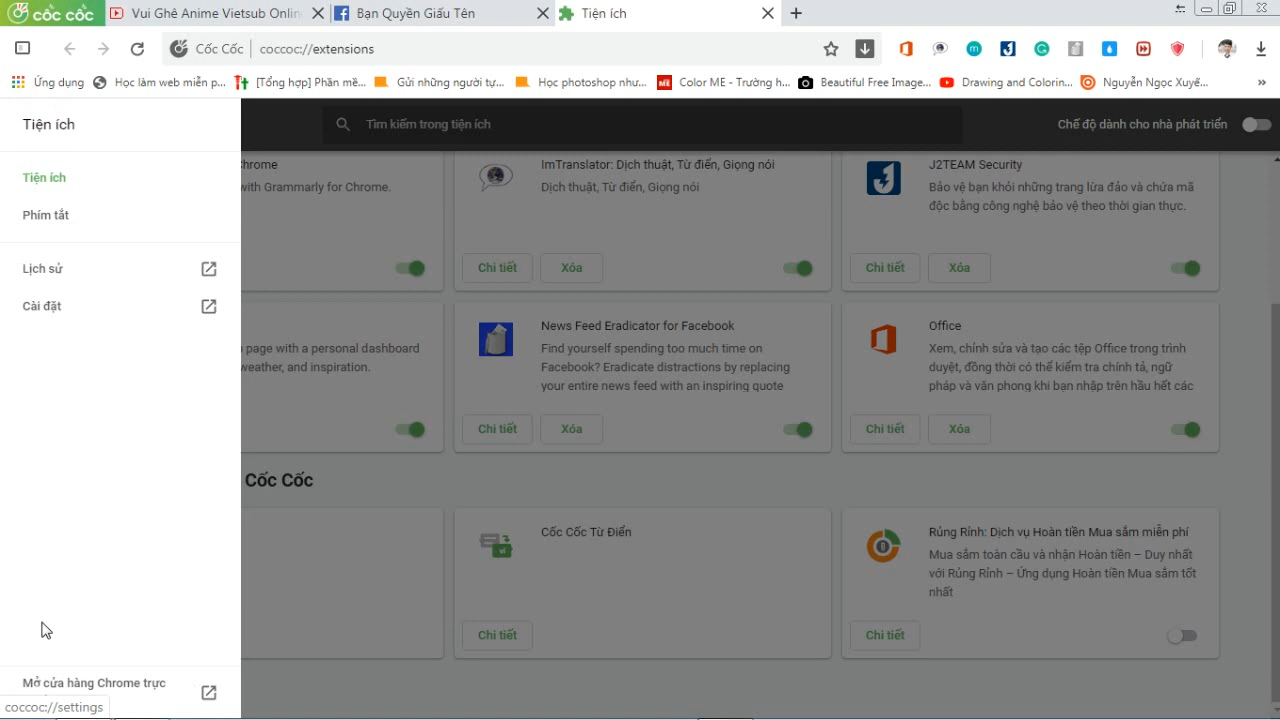 cốc cốc
Vui Ghê Anime Vietsub Onlin
Bạn Quyền Giấu Tên
Tiện ích
Cốc Cốc
coccoc://extensions
Ứng dụng
Học làm web miễn p...
[Tổng hợp] Phần mề...
Gửi những người tự...
Học photoshop như...
Color ME - Trường h...
Beautiful Free Image...
Drawing and Colorin...
Nguyễn Ngọc Xuyế...
Tiện ích
Tìm kiếm trong tiện ích
Chế độ dành cho nhà phát triển
Tiện ích
Phím tắt
Lịch sử
Cài đặt
Mở cửa hàng Chrome trực
coccoc://settings
Chrome
with Grammarly for Chrome.
ImTranslator: Dịch thuật, Từ điển, Giọng nói
Dịch thuật, Từ điển, Giọng nói
Chi tiết
Xóa
J2TEAM Security
Bảo vệ bạn khỏi những trang lừa đảo và chứa mã
độc bằng công nghệ bảo vệ theo thời gian thực.
Chi tiết
Xóa
page with a personal dashboard
weather, and inspiration.
News Feed Eradicator for Facebook
Find yourself spending too much time on
Facebook? Eradicate distractions by replacing
your entire news feed with an inspiring quote
Chi tiết
Xóa
Office
Xem, chỉnh sửa và tạo các tệp Office trong trình
duyệt, đồng thời có thể kiểm tra chính tả, ngữ
pháp và văn phong khi bạn nhập trên hầu hết các
Chi tiết
Xóa
Cốc Cốc
Cốc Cốc Từ Điển
Chi tiết
Rủng Rỉnh: Dịch vụ Hoàn tiền Mua sắm miễn phí
Mua sắm toàn cầu và nhận Hoàn tiền – Duy nhất
với Rủng Rỉnh – Ứng dụng Hoàn tiền Mua sắm tốt
nhất
Chi tiết